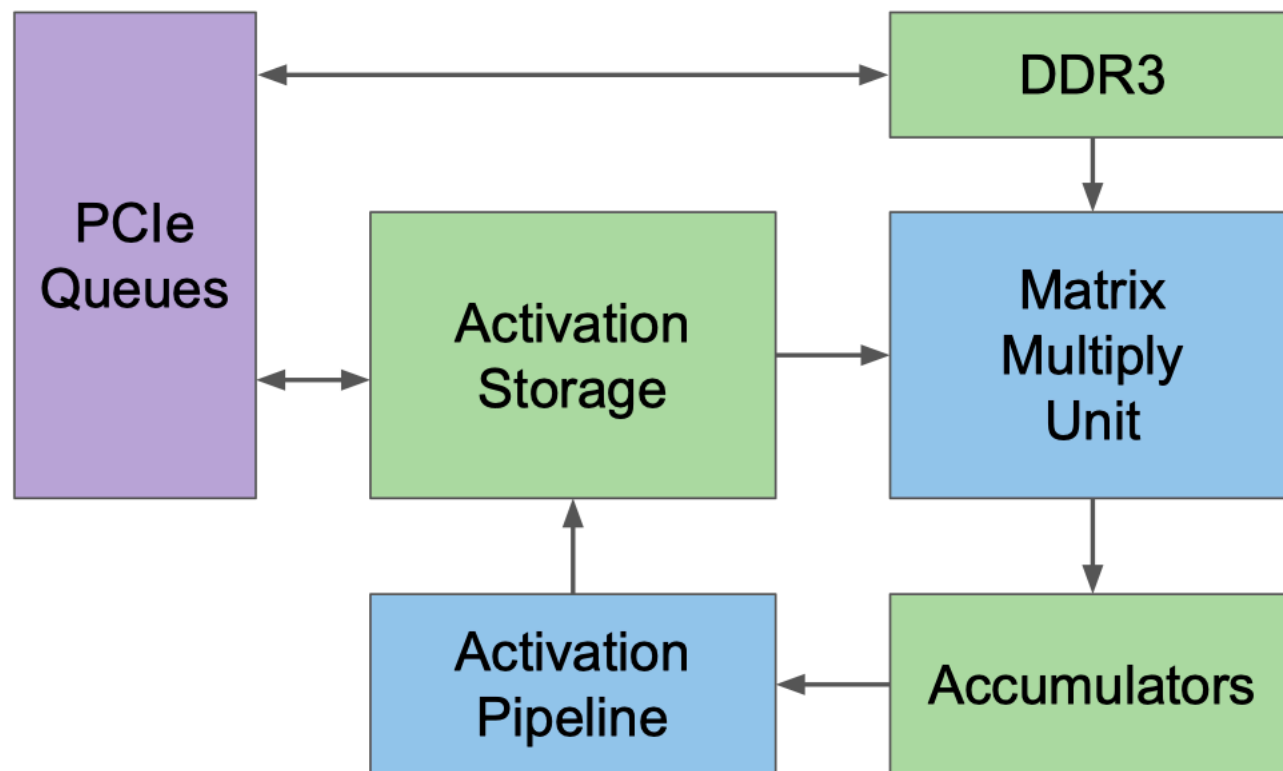 PCIe
Queues
DDR3
Activation
Storage
Matrix
Multiply
Unit
Activation
Pipeline
Accumulators